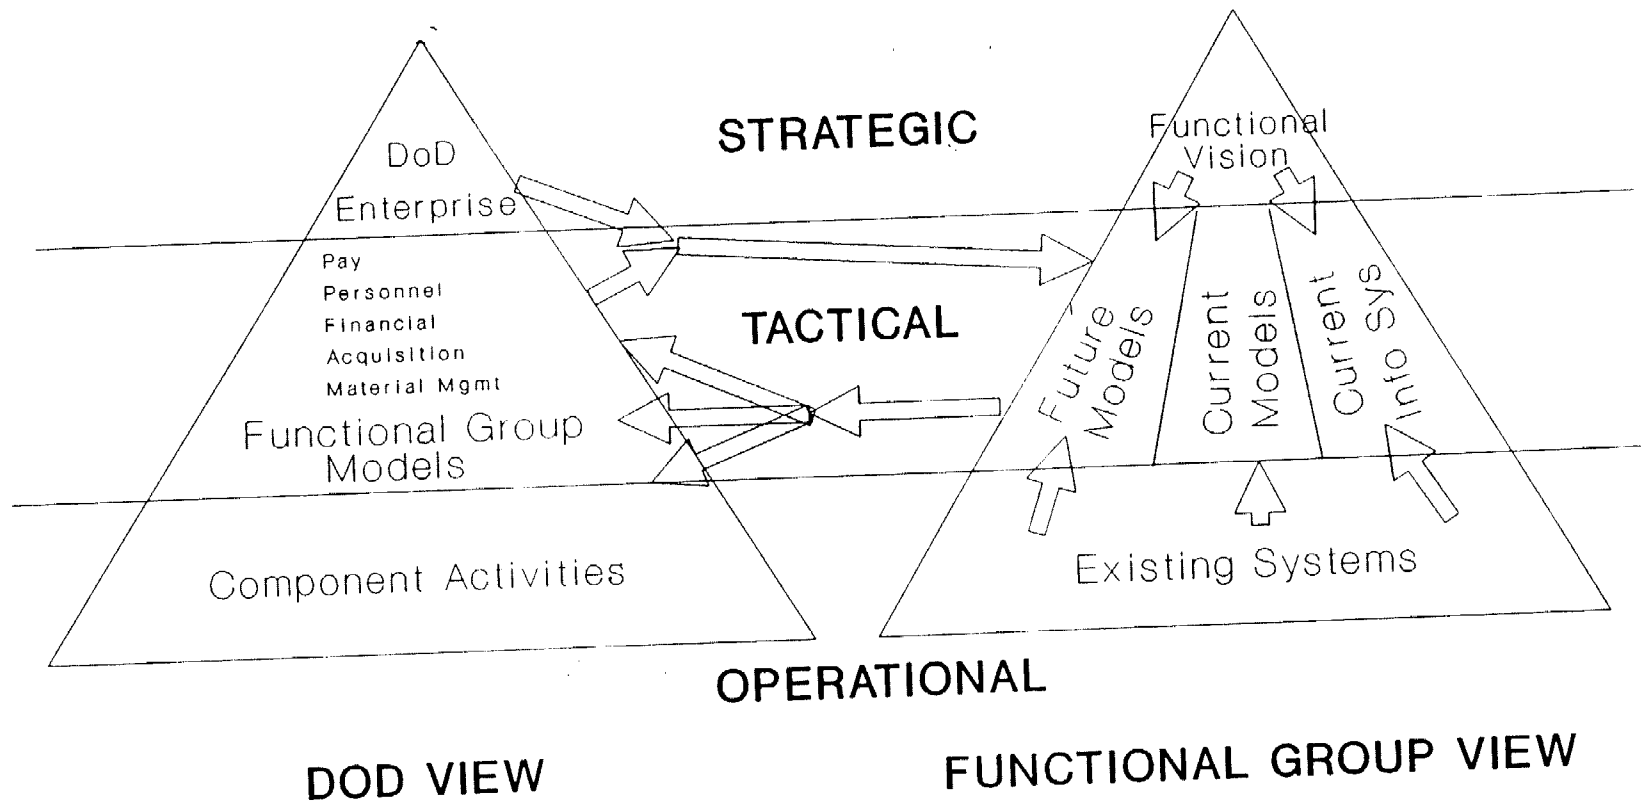 STRATEGIC
DoD
Enterprise
Functional
Vision
Pay
Personnel
Financial
Acquisition
Material Mgmt
Functional Group
Models
TACTICAL
Future
Models
Current
Models
Current
Info Sys
Component Activities
Existing Systems
OPERATIONAL
DOD VIEW
FUNCTIONAL GROUP VIEW